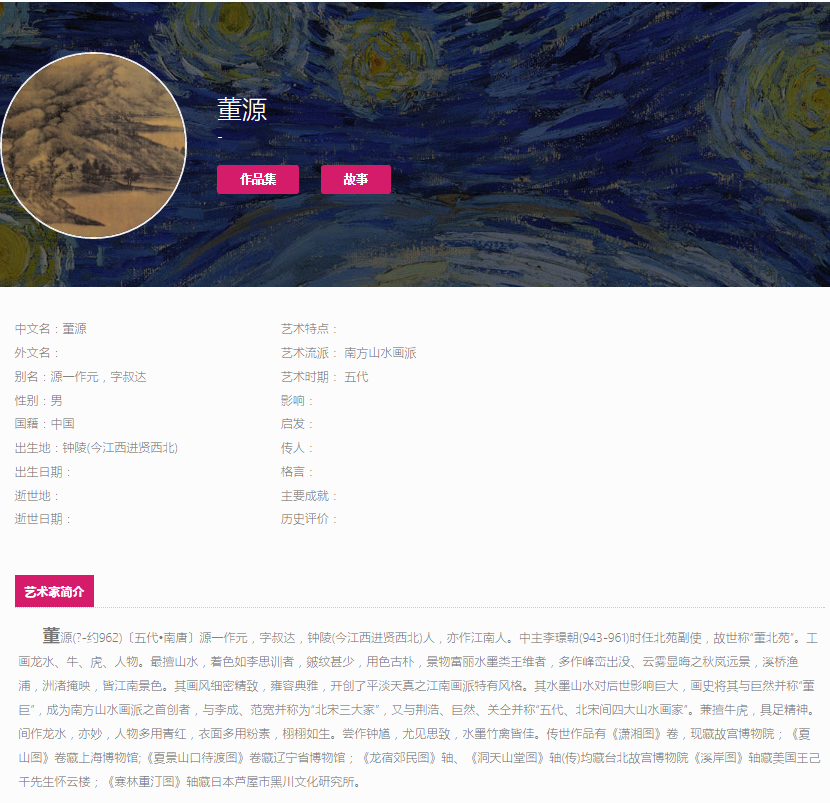 董源
-
作品集
故事
中文名：董源
外文名：
别名：源一作元，字叔达
性别：男
国籍：中国
出生地：钟陵(今江西进贤西北)
出生日期：
逝世地：
逝世日期：
艺术特点：
艺术流派： 南方山水画派
艺术时期： 五代
影响：
启发：
传人：
格言：
主要成就：
历史评价：
艺术家简介
董源(?-约962)〔五代•南唐〕源一作元，字叔达，钟陵(今江西进贤西北)人，亦作江南人。中主李璟朝(943-961)时任北苑副使，故世称“董北苑”。工
画龙水、牛、虎、人物。最擅山水，着色如李思训者，皴纹甚少，用色古朴，景物富丽水墨类王维者，多作峰峦出没、云雾显晦之秋岚远景，溪桥渔
浦，洲渚掩映，皆江南景色。其画风细密精致，雍容典雅，开创了平淡天真之江南画派特有风格。其水墨山水对后世影响巨大，画史将其与巨然并称“董
巨”，成为南方山水画派之首创者，与李成、范宽并称为“北宋三大家”，又与荆浩、巨然、关仝并称“五代、北宋间四大山水画家”。兼擅牛虎，具足精神。
间作龙水，亦妙，人物多用青红，衣面多用粉素，栩栩如生。尝作钟馗，尤见思致，水墨竹禽皆佳。传世作品有《潇湘图》卷，现藏故宫博物院；《夏
山图》卷藏上海博物馆;《夏景山口待渡图》卷藏辽宁省博物馆；《龙宿郊民图》轴、《洞天山堂图》轴(传)均藏台北故宫博物院《溪岸图》轴藏美国王己
千先生怀云楼；《寒林重汀图》轴藏日本芦屋市黑川文化研究所。